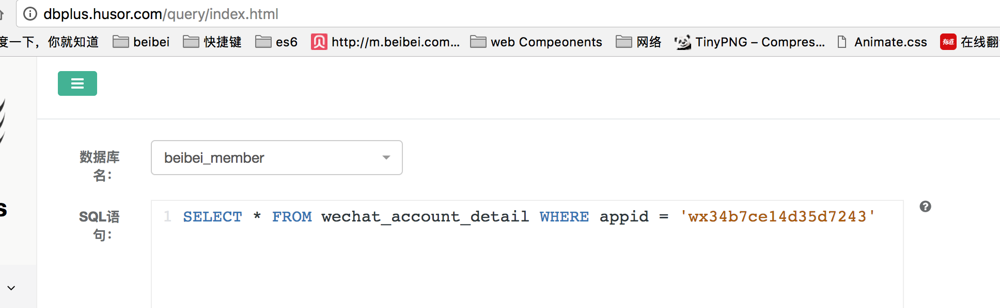 dbplus.husor.com/query/index.html
度一下，你就知道 beibei 快捷键 es6 http://m.beibei.com... web Compeonents 网络 TinyPNG – Compres... Animate.css 有道 在线翻
数据库
名：
beibei_member
s
SQL语
句：
1 SELECT * FROM wechat_account_detail WHERE appid = 'wx34b7ce14d35d7243'